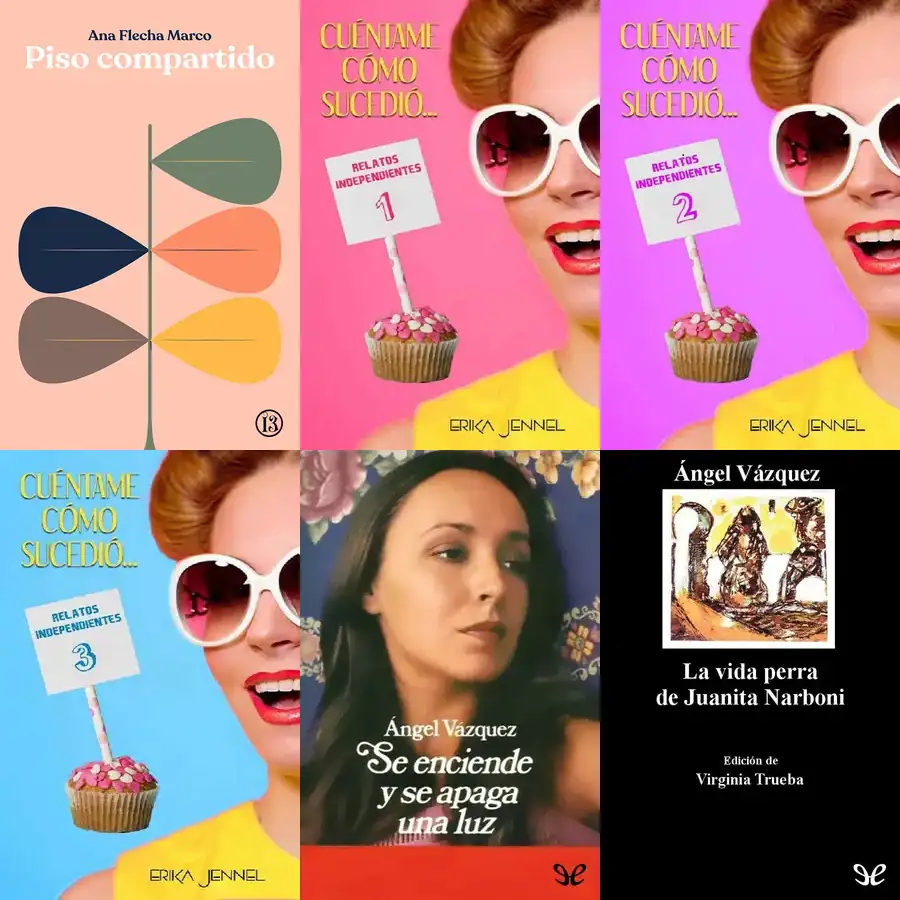 Ana Flecha Marco
Piso compartido
13
CUÉNTAME
CÓMO
SUCEDIÓ...
RELATOS
INDEPENDIENTES
1
ERIKA JENNEL
CUÉNTAME
CÓMO
SUCEDIÓ...
RELATOS
INDEPENDIENTES
2
ERIKA JENNEL
CUÉNTAME
CÓMO
SUCEDIÓ...
RELATOS
INDEPENDIENTES
3
ERIKA JENNEL
Ángel Vázquez
Se enciende
y se apaga
una luz
Ángel Vázquez
La vida perra
de Juanita Narboni
Edición de
Virginia Trueba